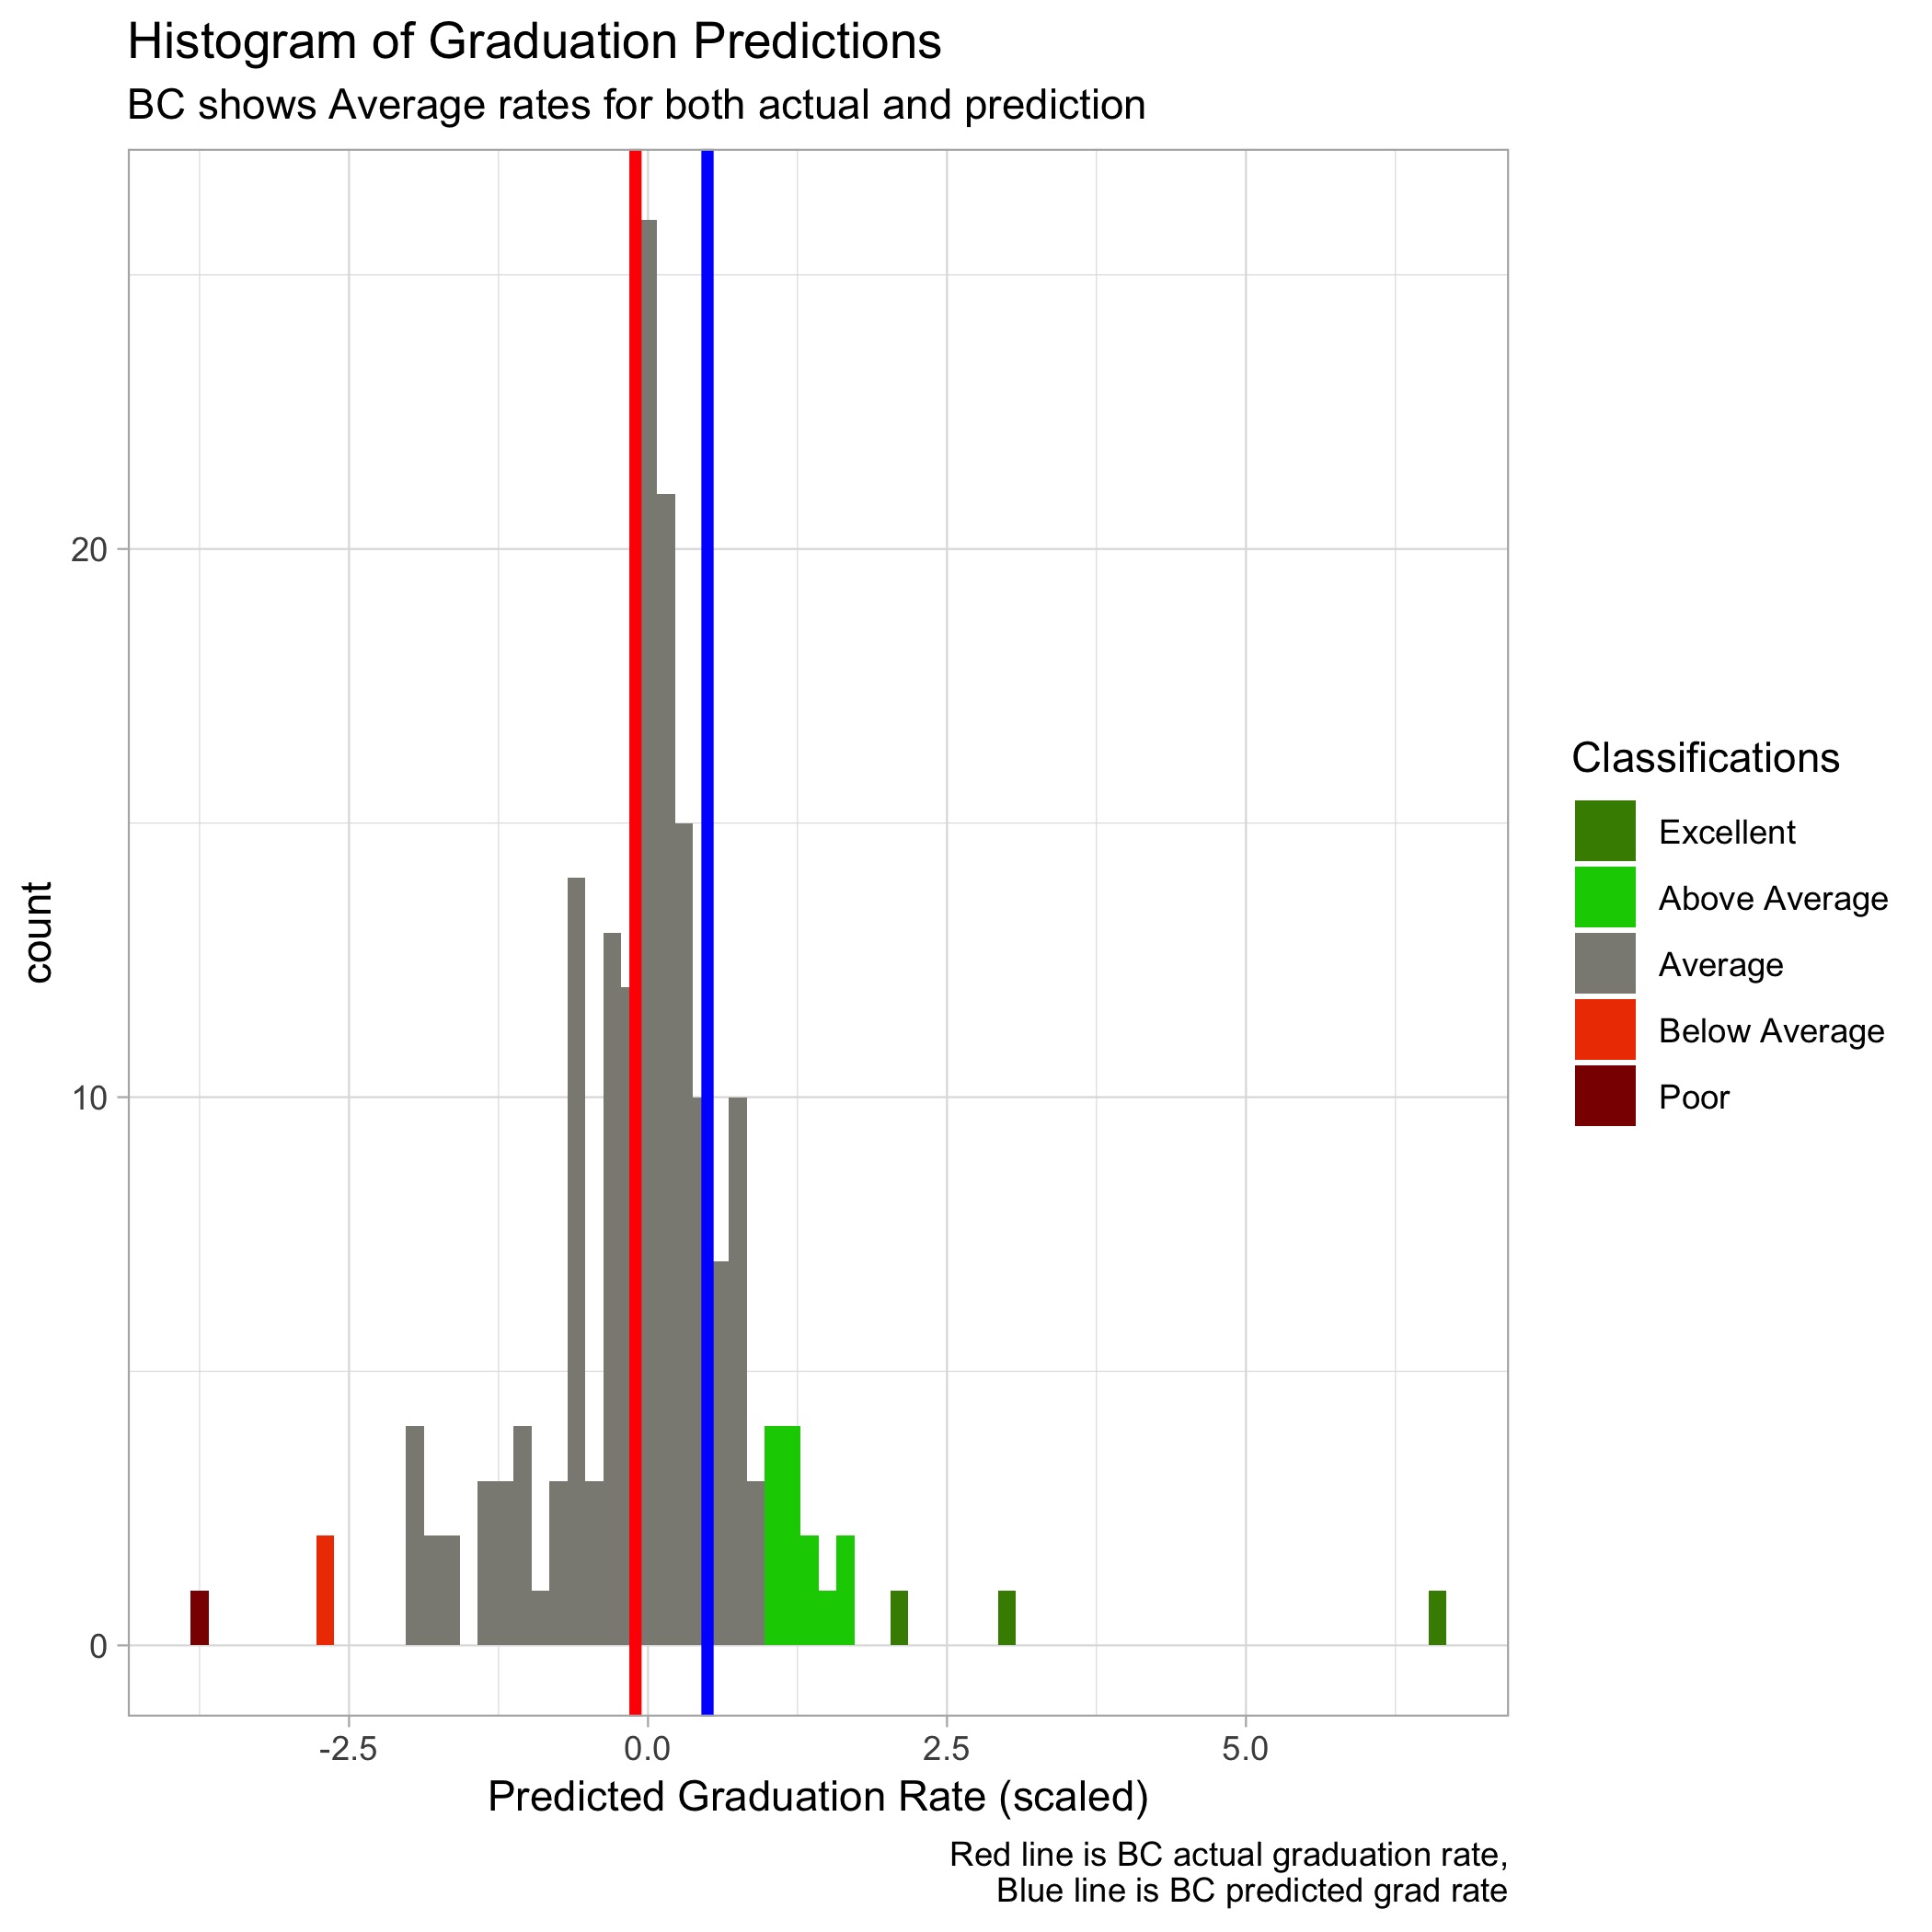 Histogram of Graduation Predictions
BC shows Average rates for both actual and prediction
count
20
10
0
-2.5
0.0
2.5
5.0
Predicted Graduation Rate (scaled)
Red line is BC actual graduation rate,
Blue line is BC predicted grad rate
Classifications
Excellent
Above Average
Average
Below Average
Poor